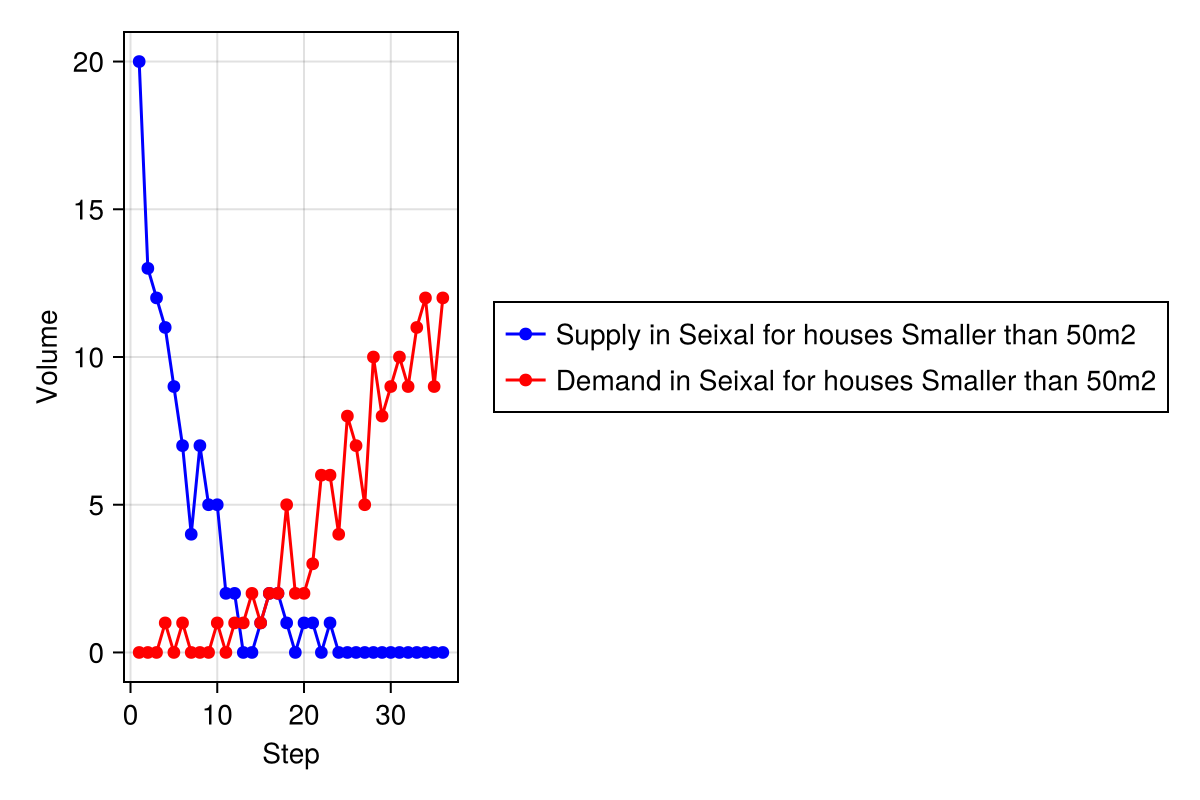 20
15
10
5
0
Volume
0 10 20 30
Step
Supply in Seixal for houses Smaller than 50m2
Demand in Seixal for houses Smaller than 50m2